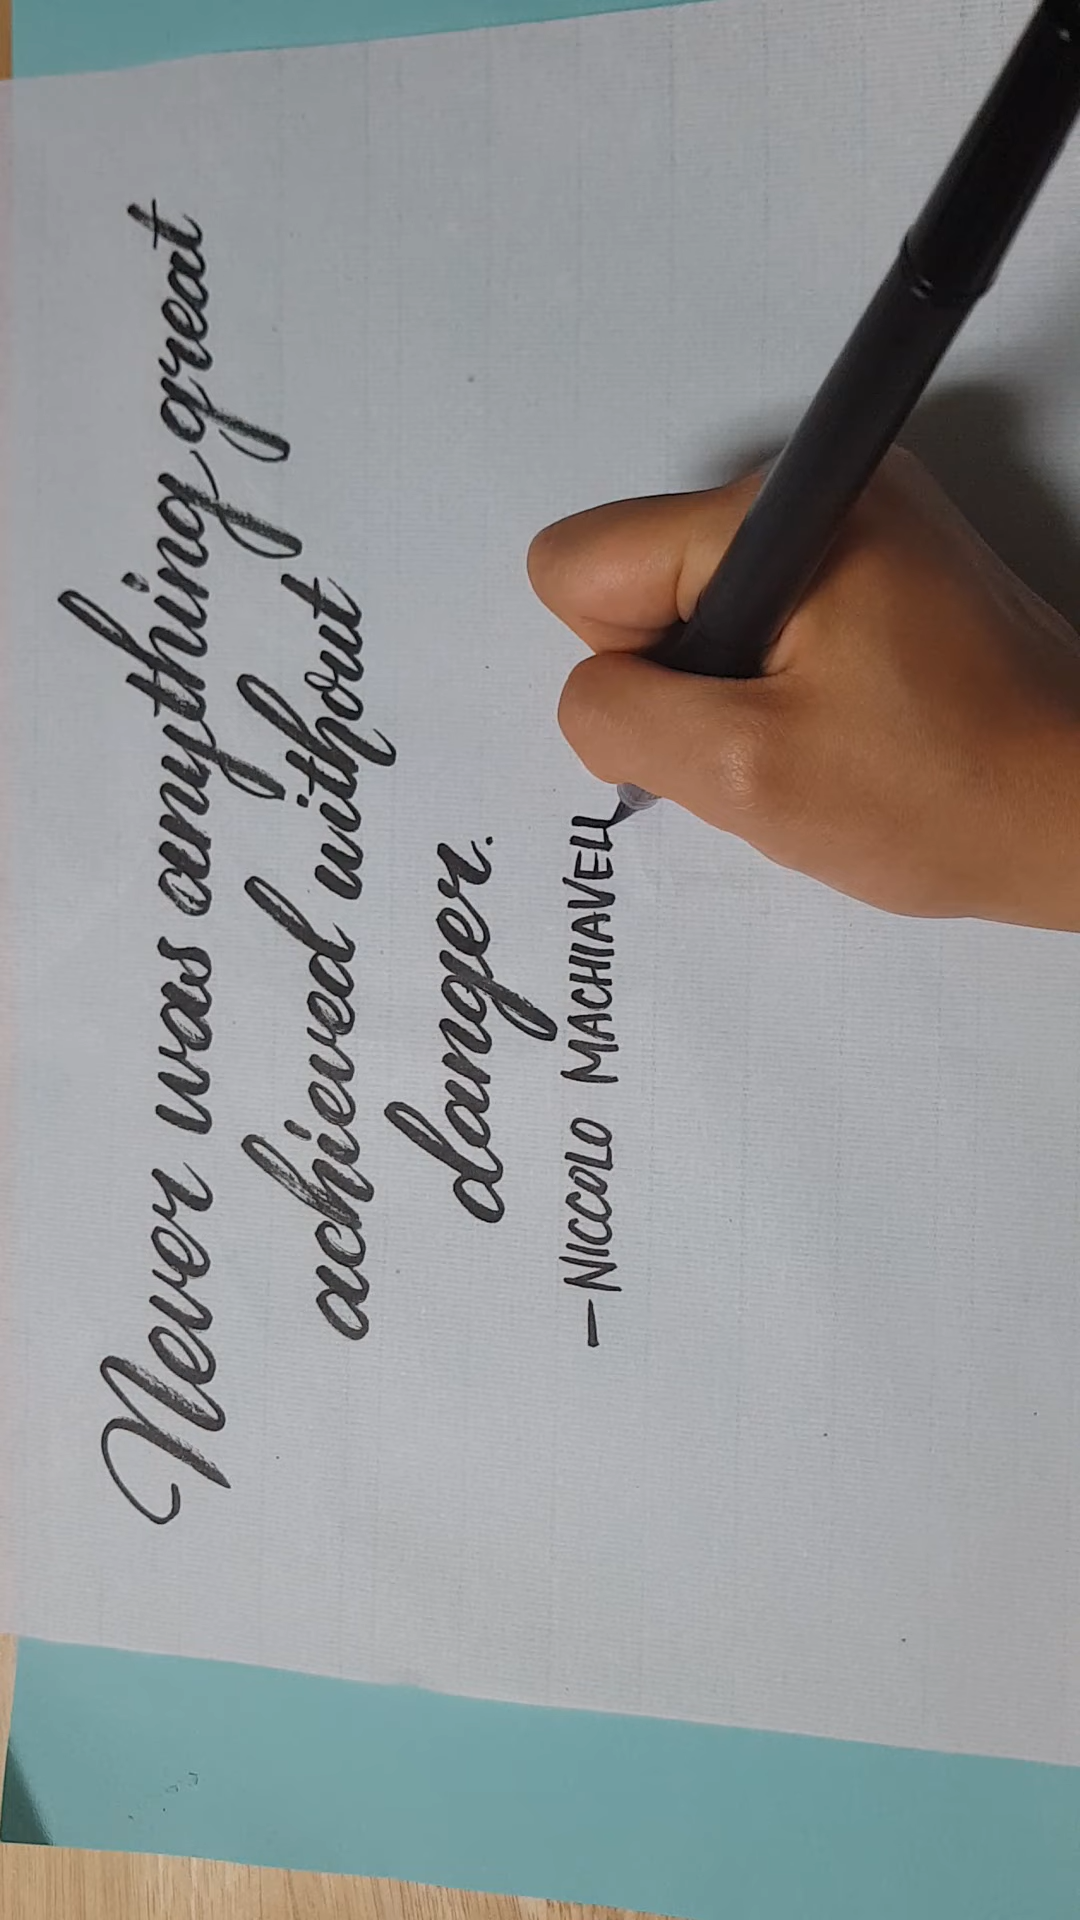 Never was anything great
achieved without
danger.
—NICCOLO MACHIAVELL